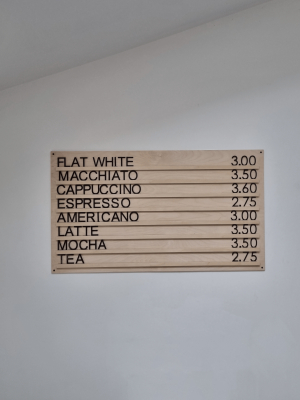 FLAT WHITE 3.00
MACCHIATO 3.50
CAPPUCCINO 3.60
ESPRESSO 2.75
AMERICANO 3.00
LATTE 3.50
MOCHA 3.50
TEA 2.75